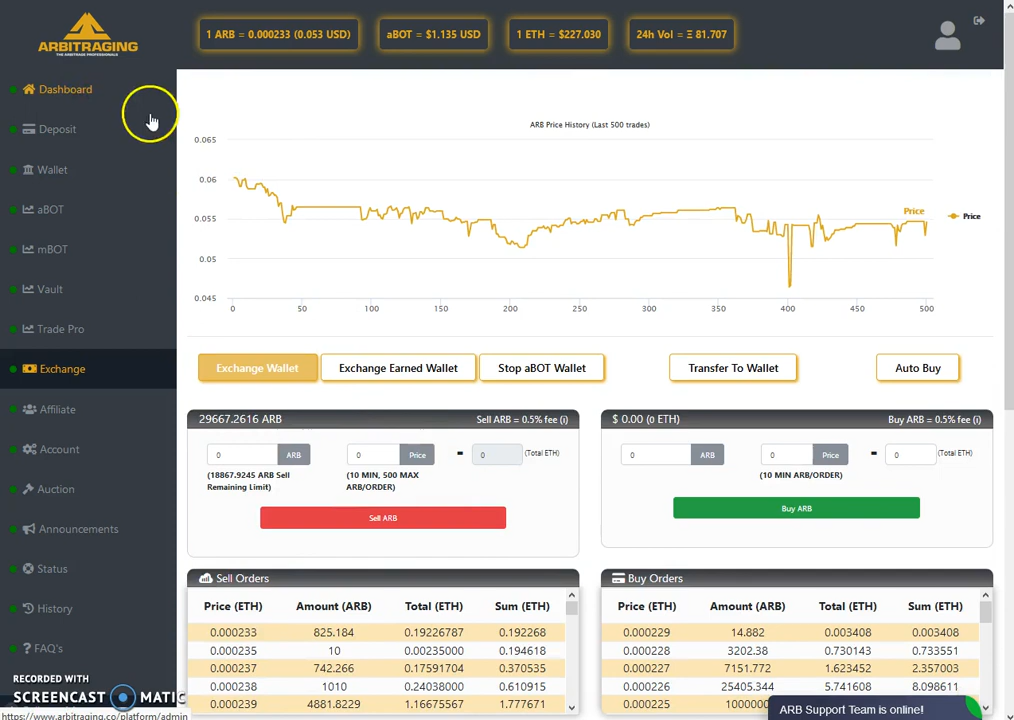 ARBITRAGING
THE ARBITRAGE PROFESSIONALS
1 ARB = 0.000233 (0.053 USD)
aBOT = $1.135 USD
1 ETH = $227.030
24h Vol = Ξ 81.707
Dashboard
Deposit
Wallet
aBOT
mBOT
Vault
Trade Pro
Exchange
Affiliate
Account
Auction
Announcements
Status
History
FAQ's
ARB Price History (Last 500 trades)
0.065
0.06
0.055
0.05
0.045
0 50 100 150 200 250 300 350 400 450 500
Price
Price
Exchange Wallet
Exchange Earned Wallet
Stop aBOT Wallet
Transfer To Wallet
Auto Buy
29667.2616 ARB
Sell ARB = 0.5% fee (i)
0 ARB
0 Price
= 0 (Total ETH)
(18867.9245 ARB Sell
Remaining Limit)
(10 MIN, 500 MAX
ARB/ORDER)
Sell ARB
$ 0.00 (0 ETH)
Buy ARB = 0.5% fee (i)
0 ARB
0 Price
= 0 (Total ETH)
(10 MIN ARB/ORDER)
Buy ARB
Sell Orders
Price (ETH) Amount (ARB) Total (ETH) Sum (ETH)
0.000233 825.184 0.19226787 0.192268
0.000235 10 0.00235000 0.194618
0.000237 742.266 0.17591704 0.370535
0.000238 1010 0.24038000 0.610915
0.000239 4881.8229 1.16675567 1.777671
Buy Orders
Price (ETH) Amount (ARB) Total (ETH) Sum (ETH)
0.000229 14.882 0.003408 0.003408
0.000228 3202.38 0.730143 0.733551
0.000227 7151.772 1.623452 2.357003
0.000226 25405.344 5.741608 8.098611
0.000225
ARB Support Team is online!
RECORDED WITH
SCREENCAST MATIC
https://www.arbitraging.co/platform/admin